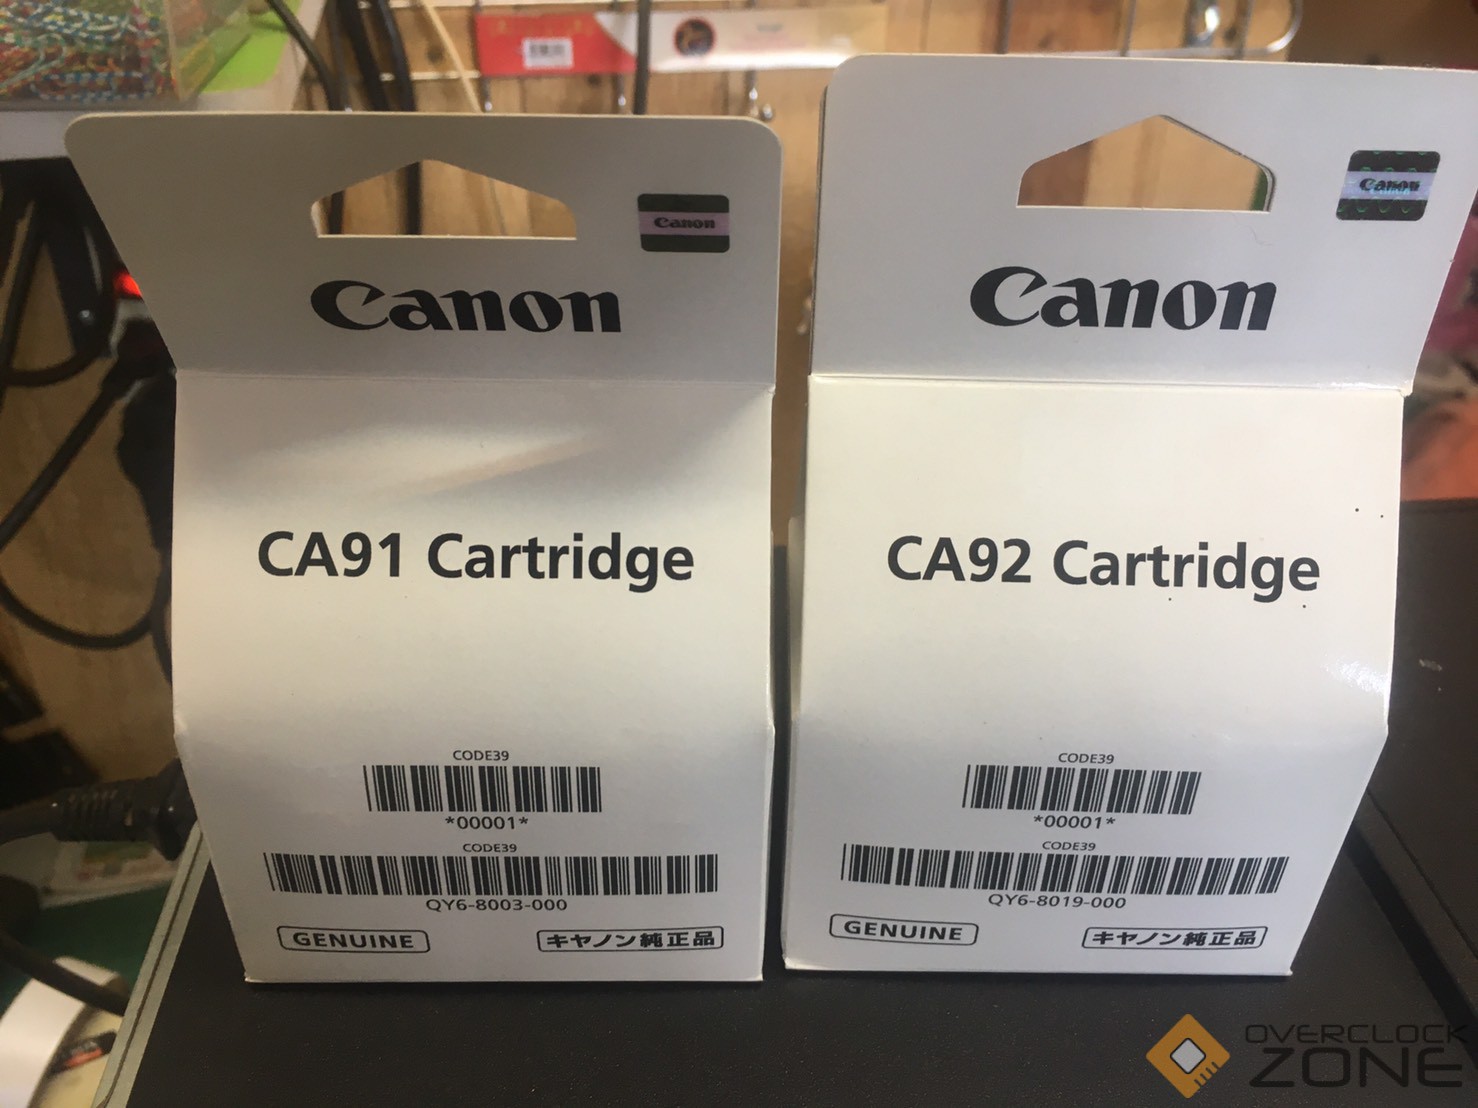 Canon
Canon
CA91 Cartridge
CODE39
*00001*
CODE39
QY6-8003-000
GENUINE
キヤノン純正品
Canon
Canon
CA92 Cartridge
CODE39
*00001*
CODE39
QY6-8019-000
GENUINE
キヤノン純正品
OVERCLOCK
ZONE